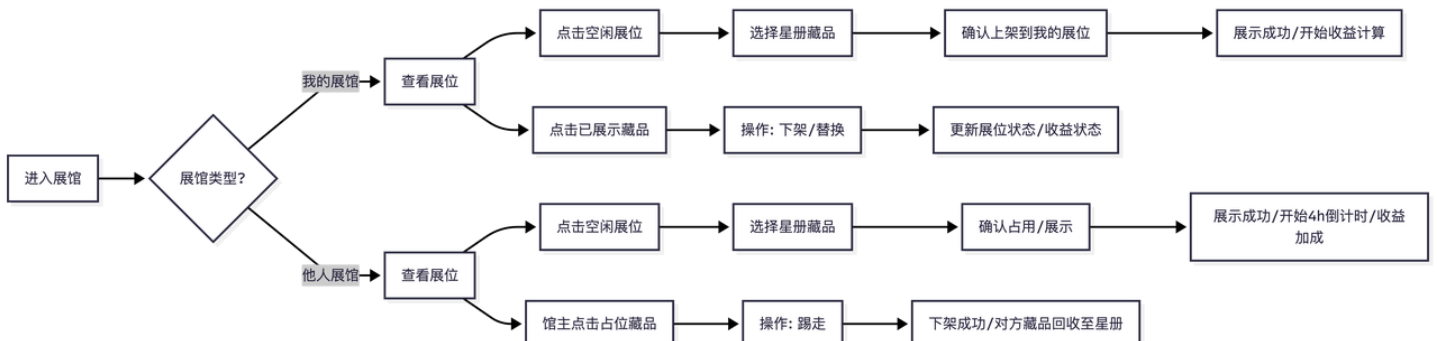 进入展馆
展馆类型？
我的展馆
查看展位
点击空闲展位
选择星册藏品
确认上架到我的展位
展示成功/开始收益计算
点击已展示藏品
操作: 下架/替换
更新展位状态/收益状态
他人展馆
查看展位
点击空闲展位
选择星册藏品
确认占用/展示
展示成功/开始4h倒计时/收益
加成
馆主点击占位藏品
操作: 踢走
下架成功/对方藏品回收至星册